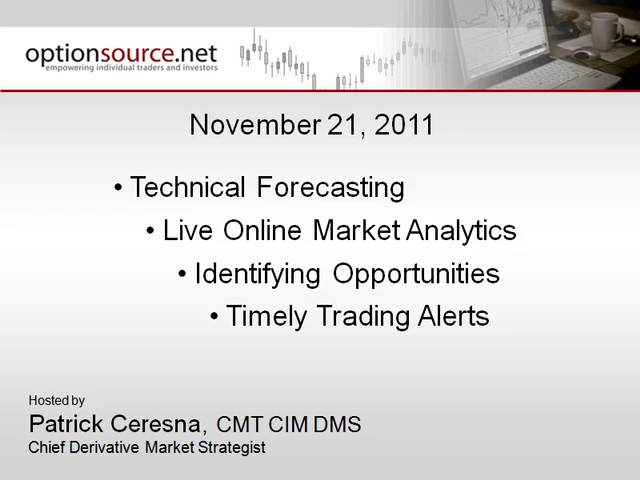 optionsource.net
empowering individual traders and investors
November 21, 2011
• Technical Forecasting
• Live Online Market Analytics
• Identifying Opportunities
• Timely Trading Alerts
Hosted by
Patrick Ceresna, CMT CIM DMS
Chief Derivative Market Strategist